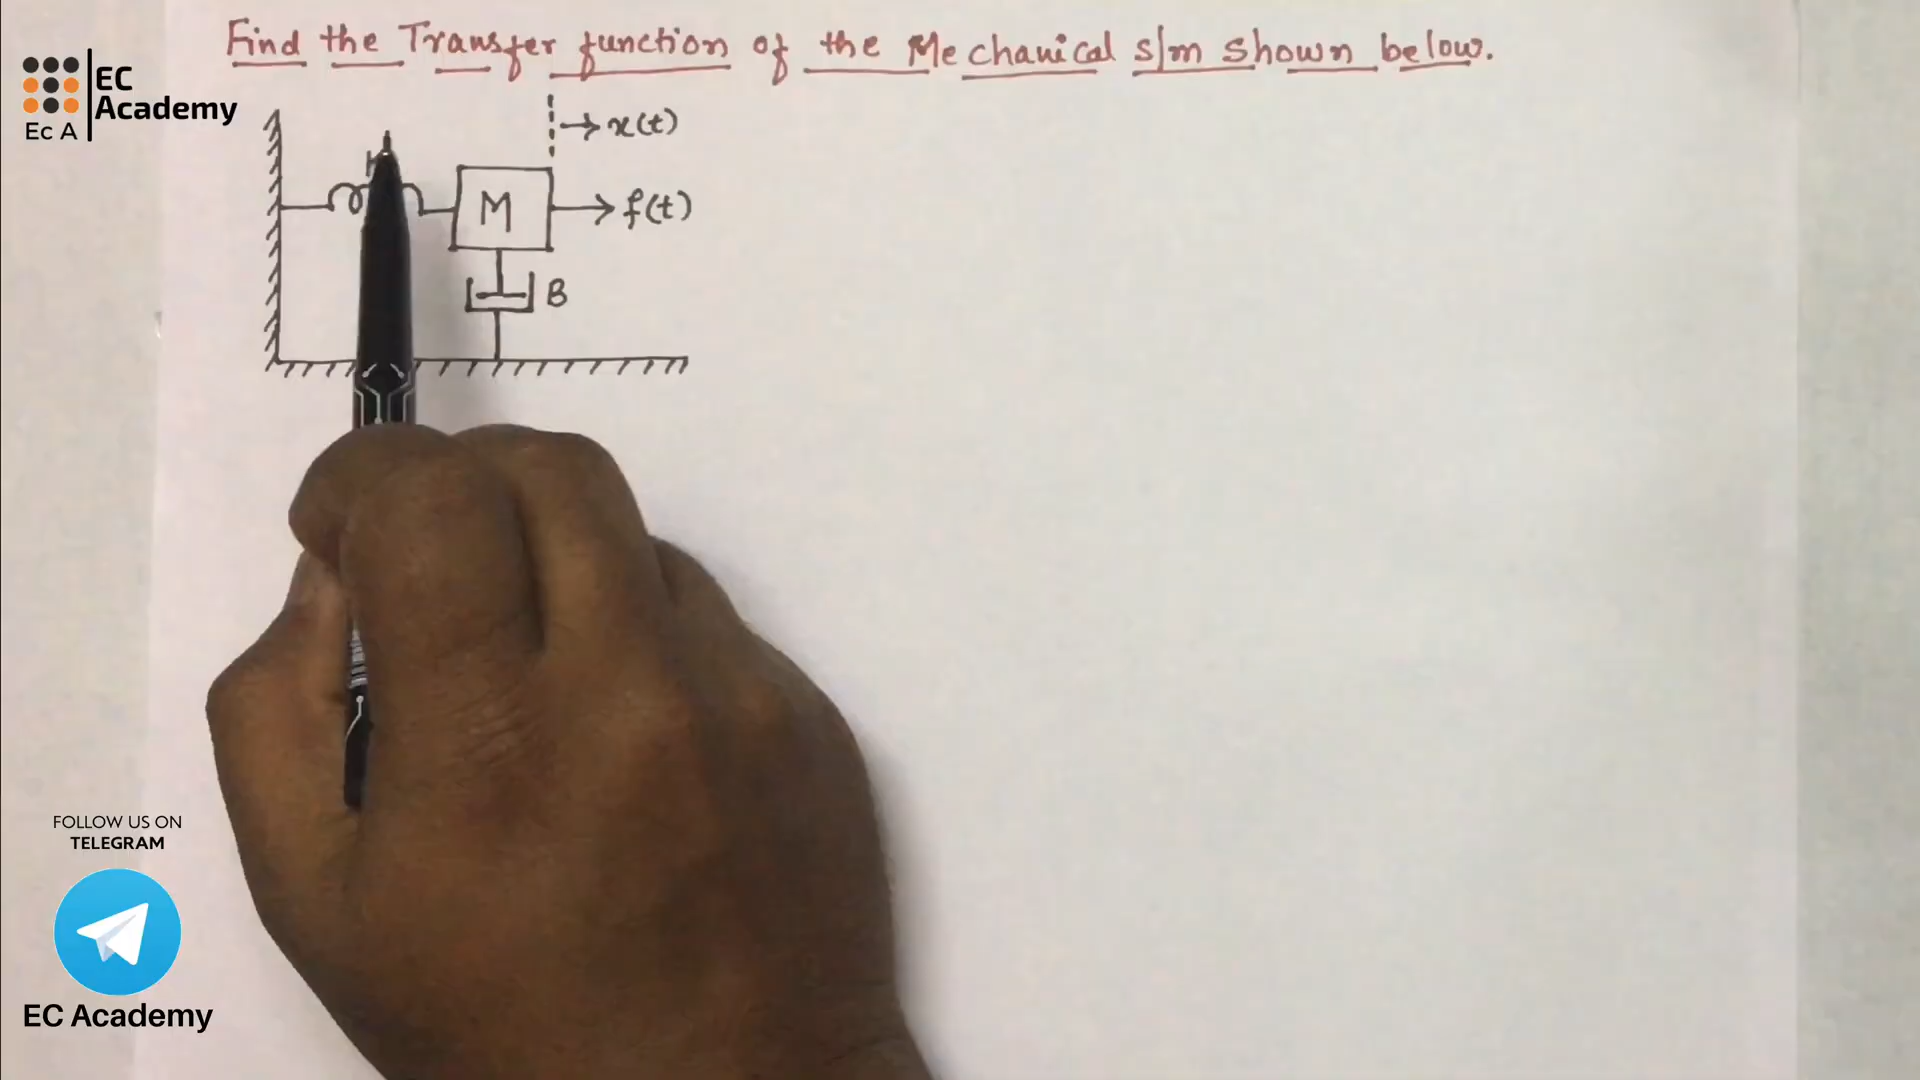 Find the Transfer function of the Mechanical s/m shown below.
EC
Academy
Ec A
x(t)
M
f(t)
B
FOLLOW US ON
TELEGRAM
EC Academy